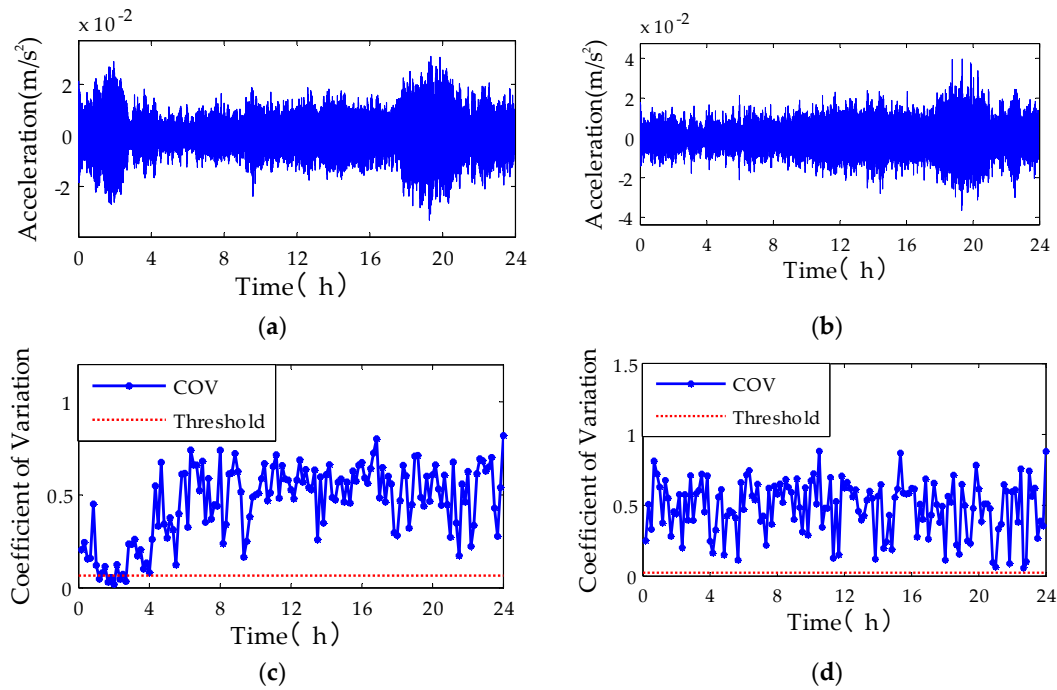 x 10⁻²
Acceleration(m/s²)
2
0
-2
0 4 8 12 16 20 24
Time( h)
(a)
x 10⁻²
Acceleration(m/s²)
4
2
0
-2
-4
0 4 8 12 16 20 24
Time( h)
(b)
Coefficient of Variation
1
0.5
0
COV
Threshold
0 4 8 12 16 20 24
Time( h)
(c)
Coefficient of Variation
1.5
1
0.5
0
COV
Threshold
0 4 8 12 16 20 24
Time( h)
(d)